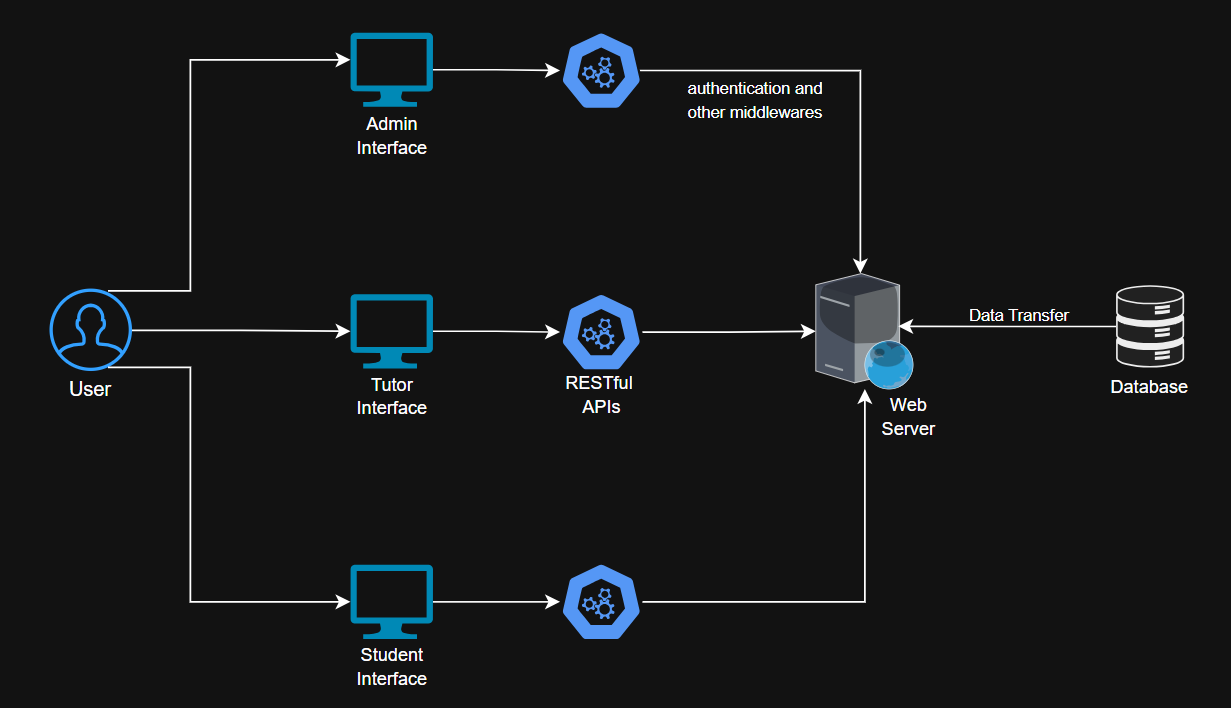 authentication and
other middlewares
Admin
Interface
Data Transfer
User
Tutor
Interface
RESTful
APIs
Web
Server
Database
Student
Interface